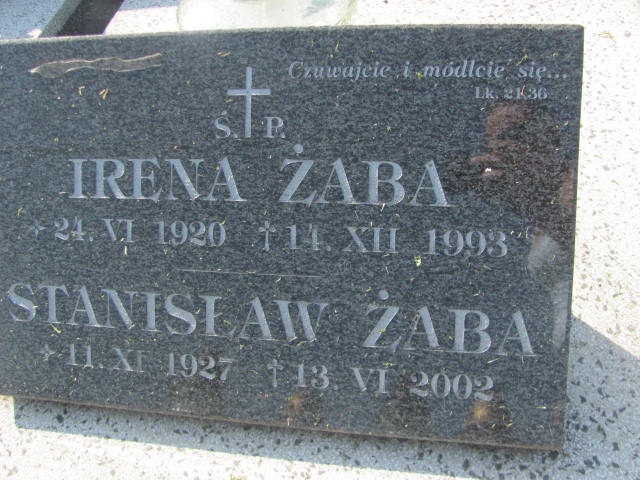 Czuwajcie i módlcie się...
Lk. 21.36
Ś. P.
IRENA ŻABA
* 24. VI 1920 † 14. XII 1993
STANISŁAW ŻABA
* 11. XI 1927 † 13. VI 2002